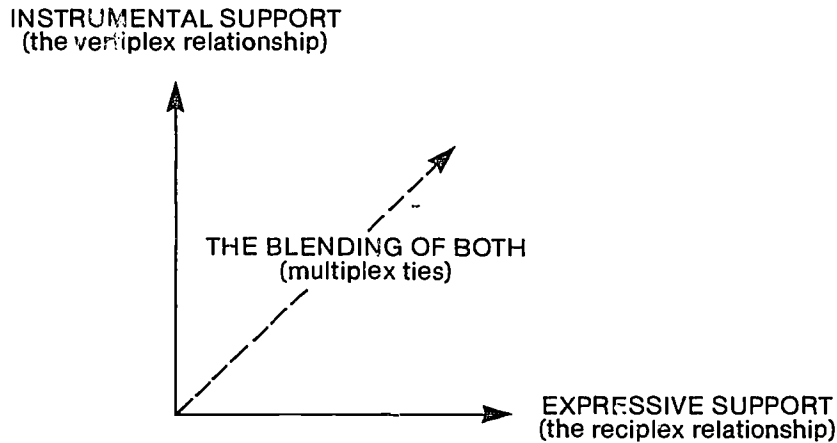 INSTRUMENTAL SUPPORT
(the vertiplex relationship)
THE BLENDING OF BOTH
(multiplex ties)
EXPRESSIVE SUPPORT
(the reciplex relationship)